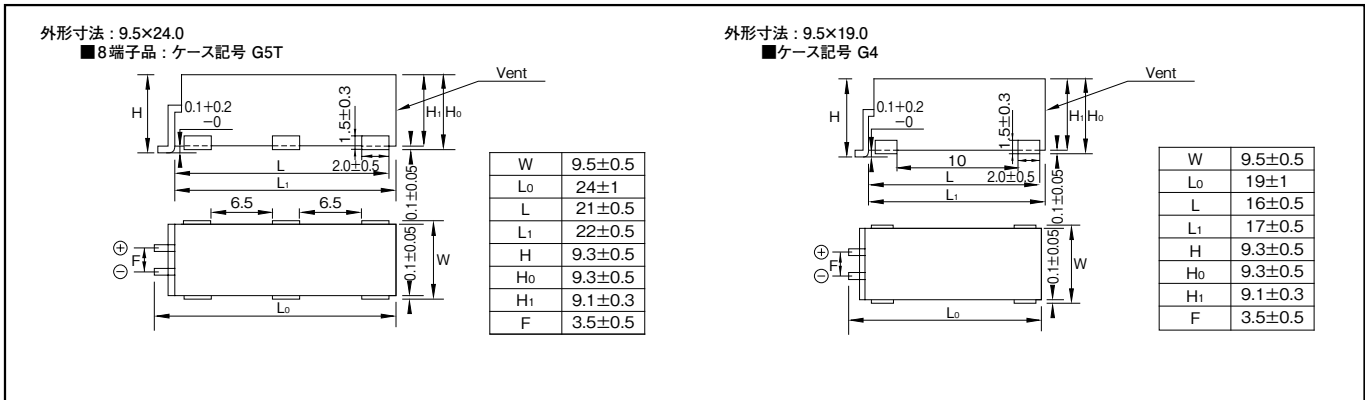 外形寸法 : 9.5×24.0
■8端子品 : ケース記号 G5T
Vent
H
0.1+0.2
−0
1.5±0.3
H1
H0
L
2.0±0.5
L1
0.1±0.05
6.5
6.5
⊕
⊖
F
0.1±0.05
W
L0
W 9.5±0.5
L0 24±1
L 21±0.5
L1 22±0.5
H 9.3±0.5
H0 9.3±0.5
H1 9.1±0.3
F 3.5±0.5
外形寸法 : 9.5×19.0
■ケース記号 G4
Vent
H
0.1+0.2
−0
1.5±0.3
H1
H0
10
L
2.0±0.5
L1
0.1±0.05
⊕
⊖
F
0.1±0.05
W
L0
W 9.5±0.5
L0 19±1
L 16±0.5
L1 17±0.5
H 9.3±0.5
H0 9.3±0.5
H1 9.1±0.3
F 3.5±0.5